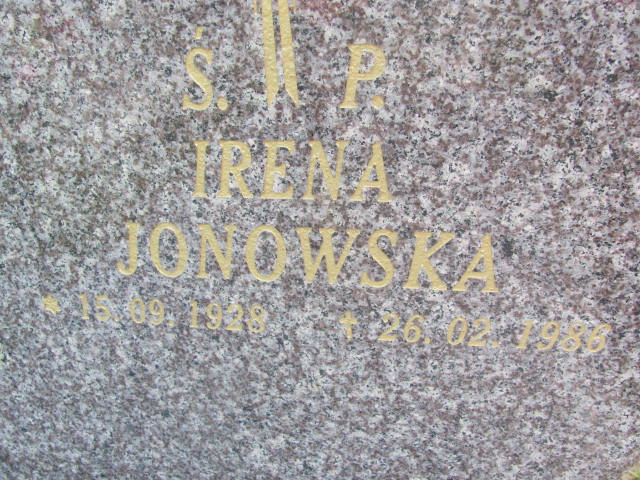 Ś. P.
IRENA
JONOWSKA
* 15. 09. 1928 ✝ 26. 02. 1986